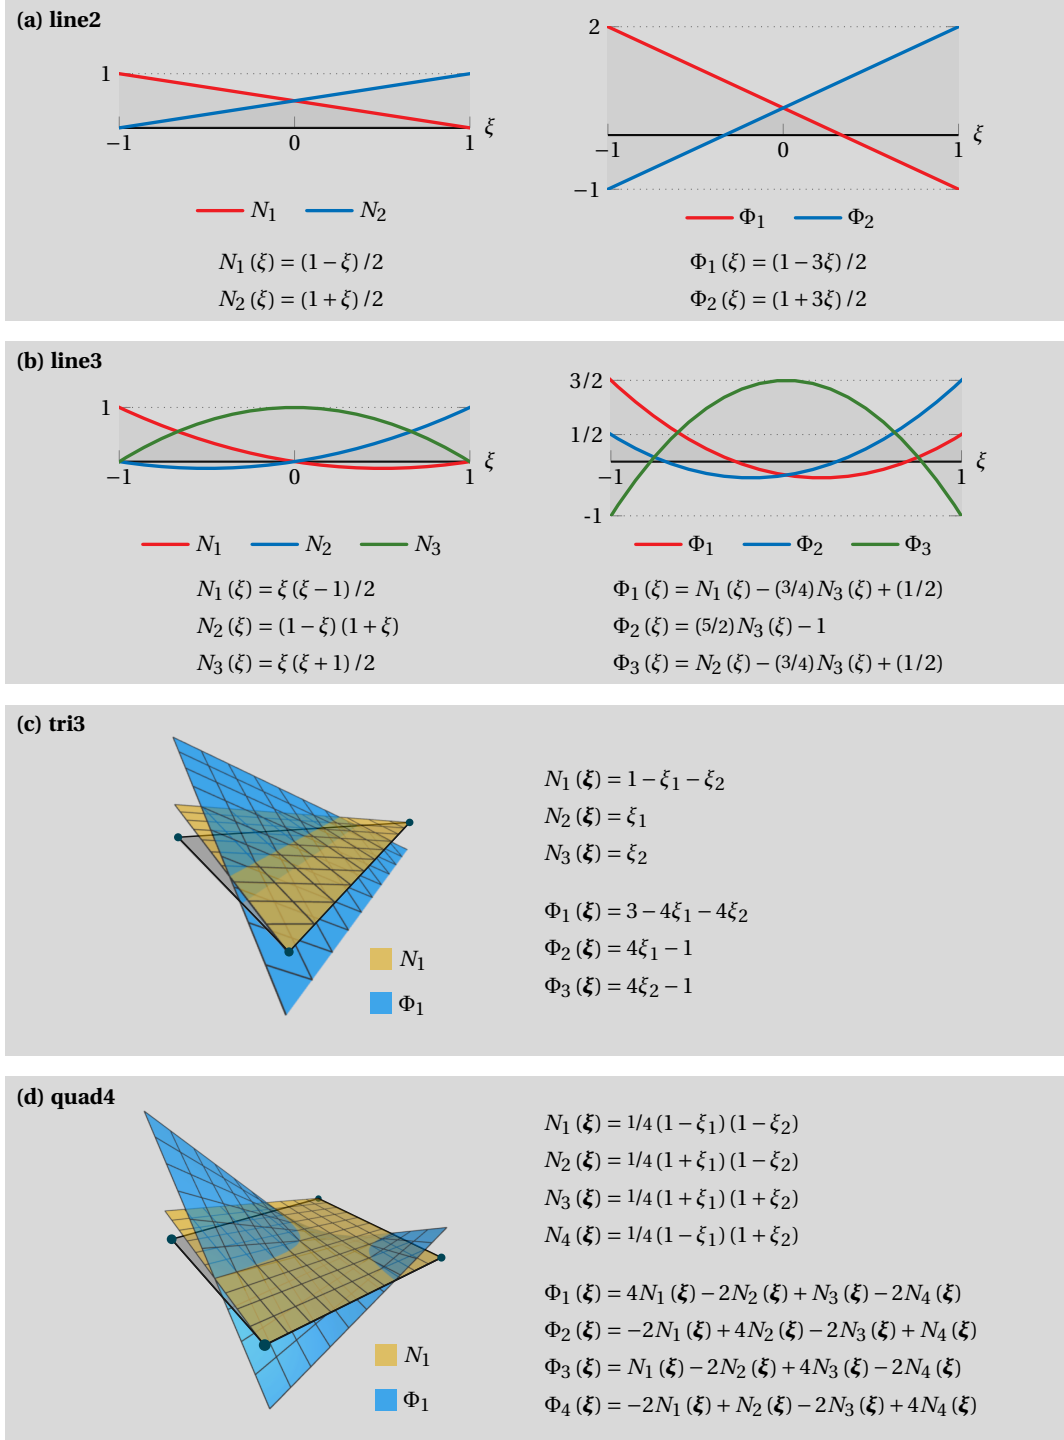 (a) line2
1
−1 0 1 ξ
N1 N2
N1 (ξ) = (1 − ξ) /2
N2 (ξ) = (1 + ξ) /2
2
−1 0 1 ξ
−1
Φ1 Φ2
Φ1 (ξ) = (1 − 3ξ) /2
Φ2 (ξ) = (1 + 3ξ) /2
(b) line3
1
−1 0 1 ξ
N1 N2 N3
N1 (ξ) = ξ (ξ − 1) /2
N2 (ξ) = (1 − ξ) (1 + ξ)
N3 (ξ) = ξ (ξ + 1) /2
3/2
1/2
−1 0 1 ξ
-1
Φ1 Φ2 Φ3
Φ1 (ξ) = N1 (ξ) − (3/4) N3 (ξ) + (1/2)
Φ2 (ξ) = (5/2) N3 (ξ) − 1
Φ3 (ξ) = N2 (ξ) − (3/4) N3 (ξ) + (1/2)
(c) tri3
N1
Φ1
N1 (ξ) = 1 − ξ1 − ξ2
N2 (ξ) = ξ1
N3 (ξ) = ξ2
Φ1 (ξ) = 3 − 4ξ1 − 4ξ2
Φ2 (ξ) = 4ξ1 − 1
Φ3 (ξ) = 4ξ2 − 1
(d) quad4
N1
Φ1
N1 (ξ) = 1/4 (1 − ξ1) (1 − ξ2)
N2 (ξ) = 1/4 (1 + ξ1) (1 − ξ2)
N3 (ξ) = 1/4 (1 + ξ1) (1 + ξ2)
N4 (ξ) = 1/4 (1 − ξ1) (1 + ξ2)
Φ1 (ξ) = 4N1 (ξ) − 2N2 (ξ) + N3 (ξ) − 2N4 (ξ)
Φ2 (ξ) = −2N1 (ξ) + 4N2 (ξ) − 2N3 (ξ) + N4 (ξ)
Φ3 (ξ) = N1 (ξ) − 2N2 (ξ) + 4N3 (ξ) − 2N4 (ξ)
Φ4 (ξ) = −2N1 (ξ) + N2 (ξ) − 2N3 (ξ) + 4N4 (ξ)